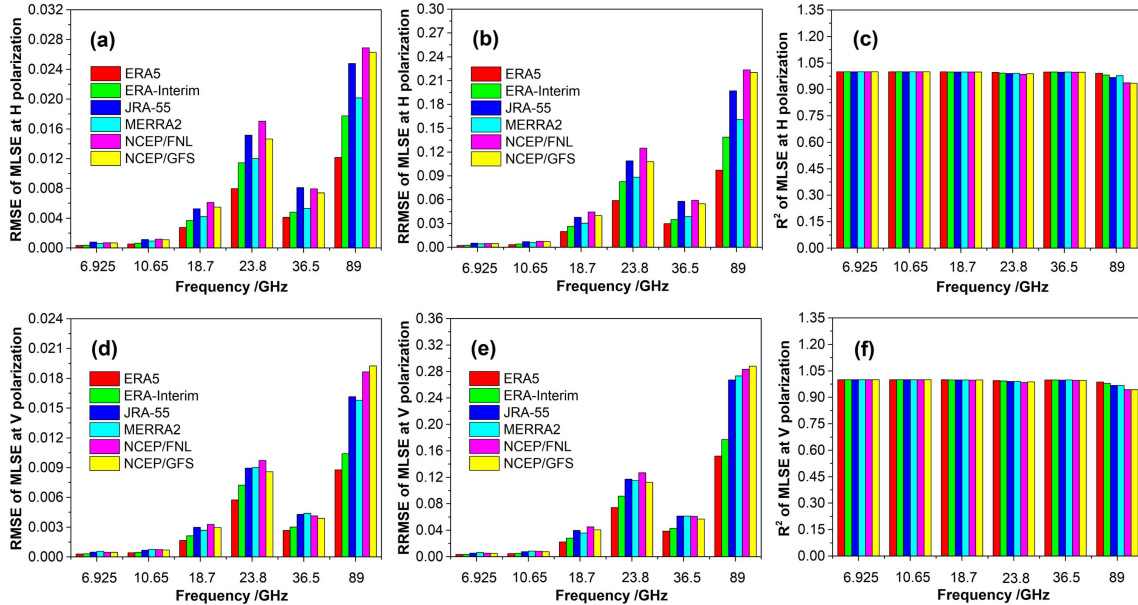 RMSE of MLSE at H polarization
0.032
0.028
0.024
0.020
0.016
0.012
0.008
0.004
0.000
(a)
ERA5
ERA-Interim
JRA-55
MERRA2
NCEP/FNL
NCEP/GFS
6.925 10.65 18.7 23.8 36.5 89
Frequency /GHz
RRMSE of MLSE at H polarization
0.30
0.27
0.24
0.21
0.18
0.15
0.12
0.09
0.06
0.03
0.00
(b)
ERA5
ERA-Interim
JRA-55
MERRA2
NCEP/FNL
NCEP/GFS
6.925 10.65 18.7 23.8 36.5 89
Frequency /GHz
R² of MLSE at H polarization
1.35
1.20
1.05
0.90
0.75
0.60
0.45
0.30
0.15
0.00
(c)
6.925 10.65 18.7 23.8 36.5 89
Frequency /GHz
RMSE of MLSE at V polarization
0.024
0.021
0.018
0.015
0.012
0.009
0.006
0.003
0.000
(d)
ERA5
ERA-Interim
JRA-55
MERRA2
NCEP/FNL
NCEP/GFS
6.925 10.65 18.7 23.8 36.5 89
Frequency /GHz
RRMSE of MLSE at V polarization
0.36
0.32
0.28
0.24
0.20
0.16
0.12
0.08
0.04
0.00
(e)
ERA5
ERA-Interim
JRA-55
MERRA2
NCEP/FNL
NCEP/GFS
6.925 10.65 18.7 23.8 36.5 89
Frequency /GHz
R² of MLSE at V polarization
1.35
1.20
1.05
0.90
0.75
0.60
0.45
0.30
0.15
0.00
(f)
6.925 10.65 18.7 23.8 36.5 89
Frequency /GHz